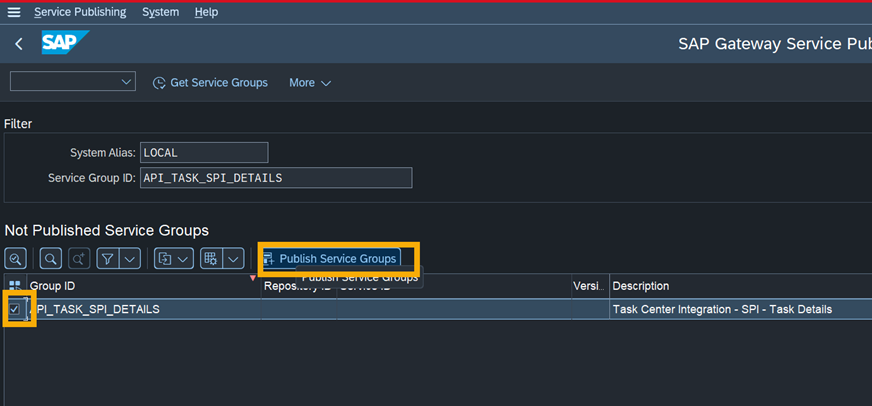 Service Publishing System Help
SAP SAP Gateway Service Pub
Get Service Groups More
Filter
System Alias: LOCAL
Service Group ID: API_TASK_SPI_DETAILS
Not Published Service Groups
Publish Service Groups
Publish Service Groups
Group ID Repository ID Service ID Versi... Description
API_TASK_SPI_DETAILS Task Center Integration - SPI - Task Details